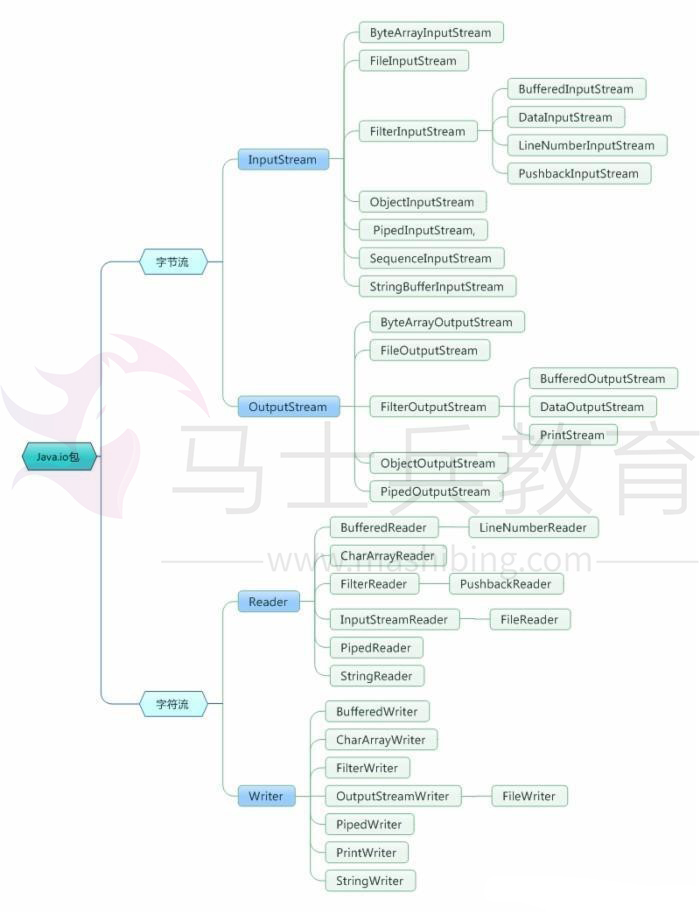 Java.io包
字节流
InputStream
ByteArrayInputStream
FileInputStream
FilterInputStream
BufferedInputStream
DataInputStream
LineNumberInputStream
PushbackInputStream
ObjectInputStream
PipedInputStream,
SequenceInputStream
StringBufferInputStream
OutputStream
ByteArrayOutputStream
FileOutputStream
FilterOutputStream
BufferedOutputStream
DataOutputStream
PrintStream
ObjectOutputStream
PipedOutputStream
字符流
Reader
BufferedReader
LineNumberReader
CharArrayReader
FilterReader
PushbackReader
InputStreamReader
FileReader
PipedReader
StringReader
Writer
BufferedWriter
CharArrayWriter
FilterWriter
OutputStreamWriter
FileWriter
PipedWriter
PrintWriter
StringWriter
马士兵教育
www.mashibing.com